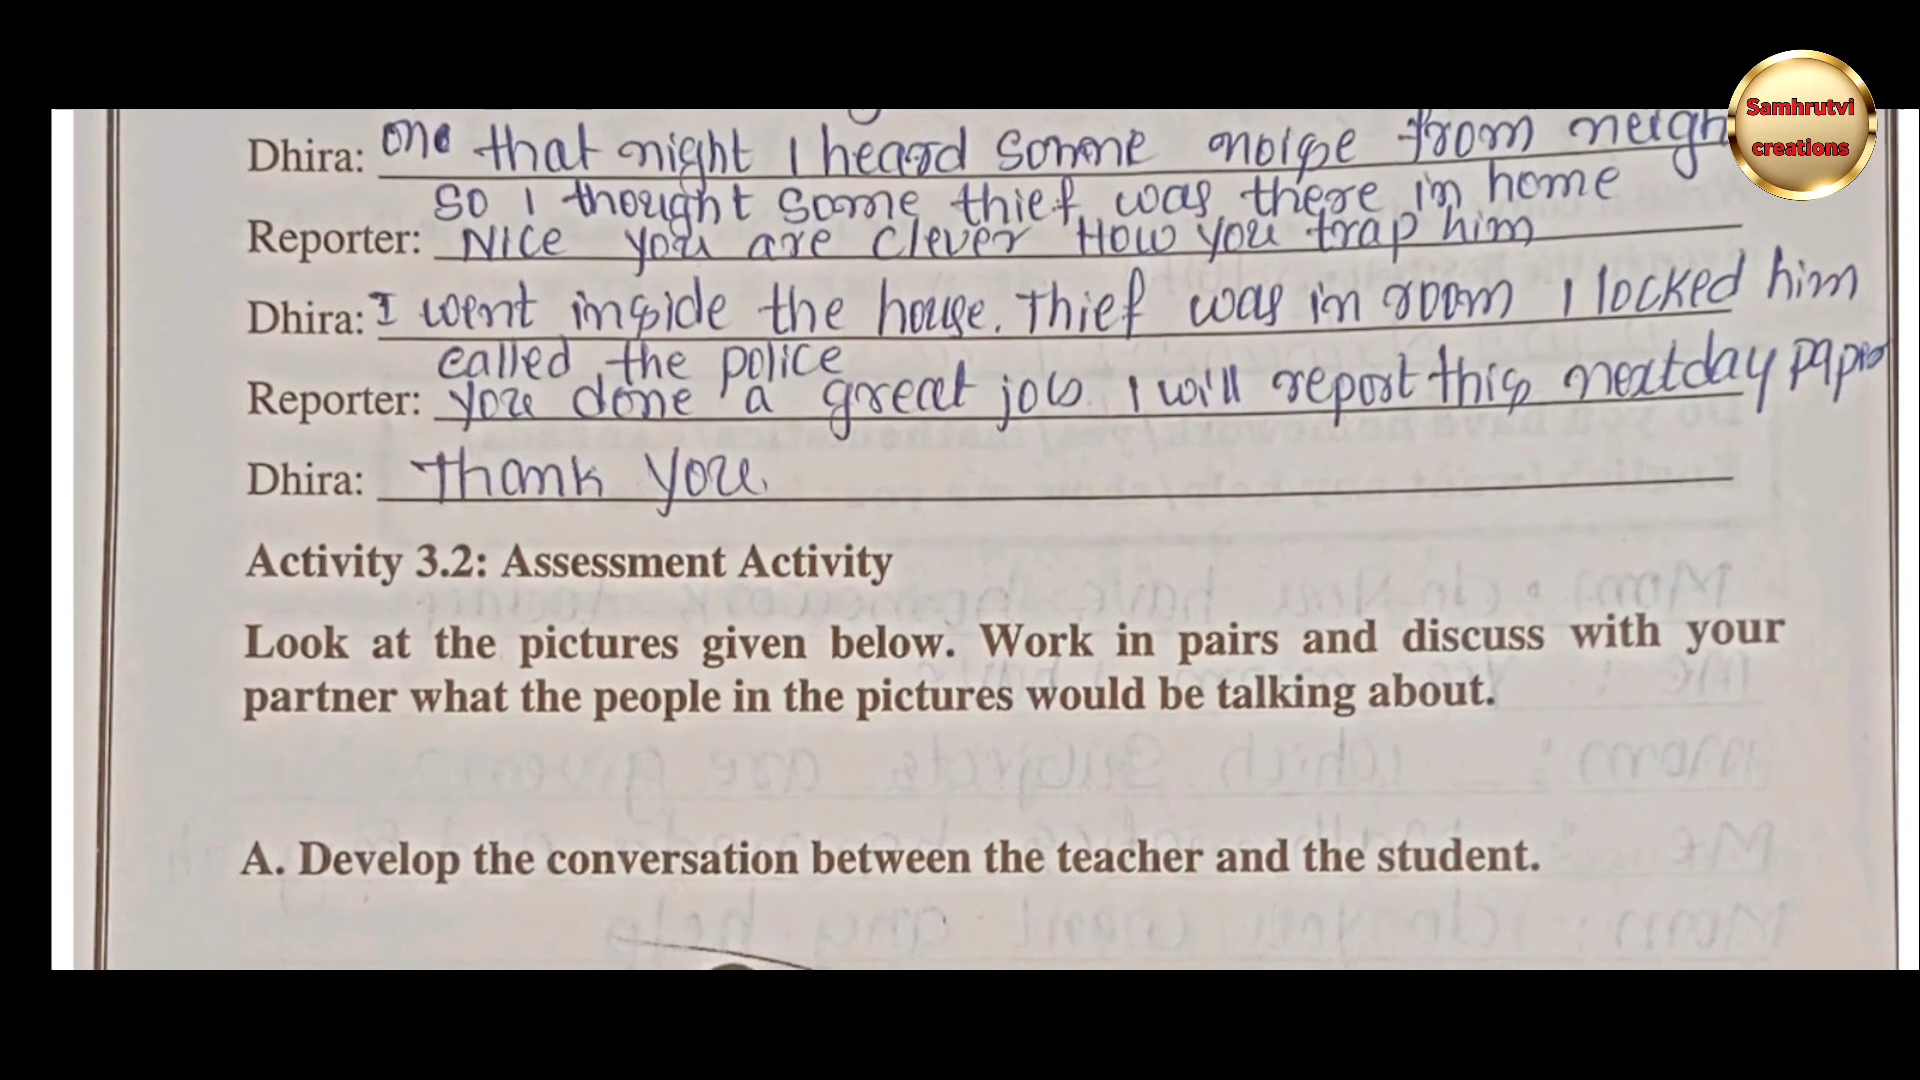 Samhrutvi
creations
Dhira: one that night I heard some noise from neigh
so I thought some thief was there in home
Reporter: Nice you are clever How you trap him
Dhira: I went inside the house. Thief was in room I locked him
called the police
Reporter: you done a great job I will report this nextday paper
Dhira: Thank you.
Activity 3.2: Assessment Activity
Look at the pictures given below. Work in pairs and discuss with your
partner what the people in the pictures would be talking about.
A. Develop the conversation between the teacher and the student.